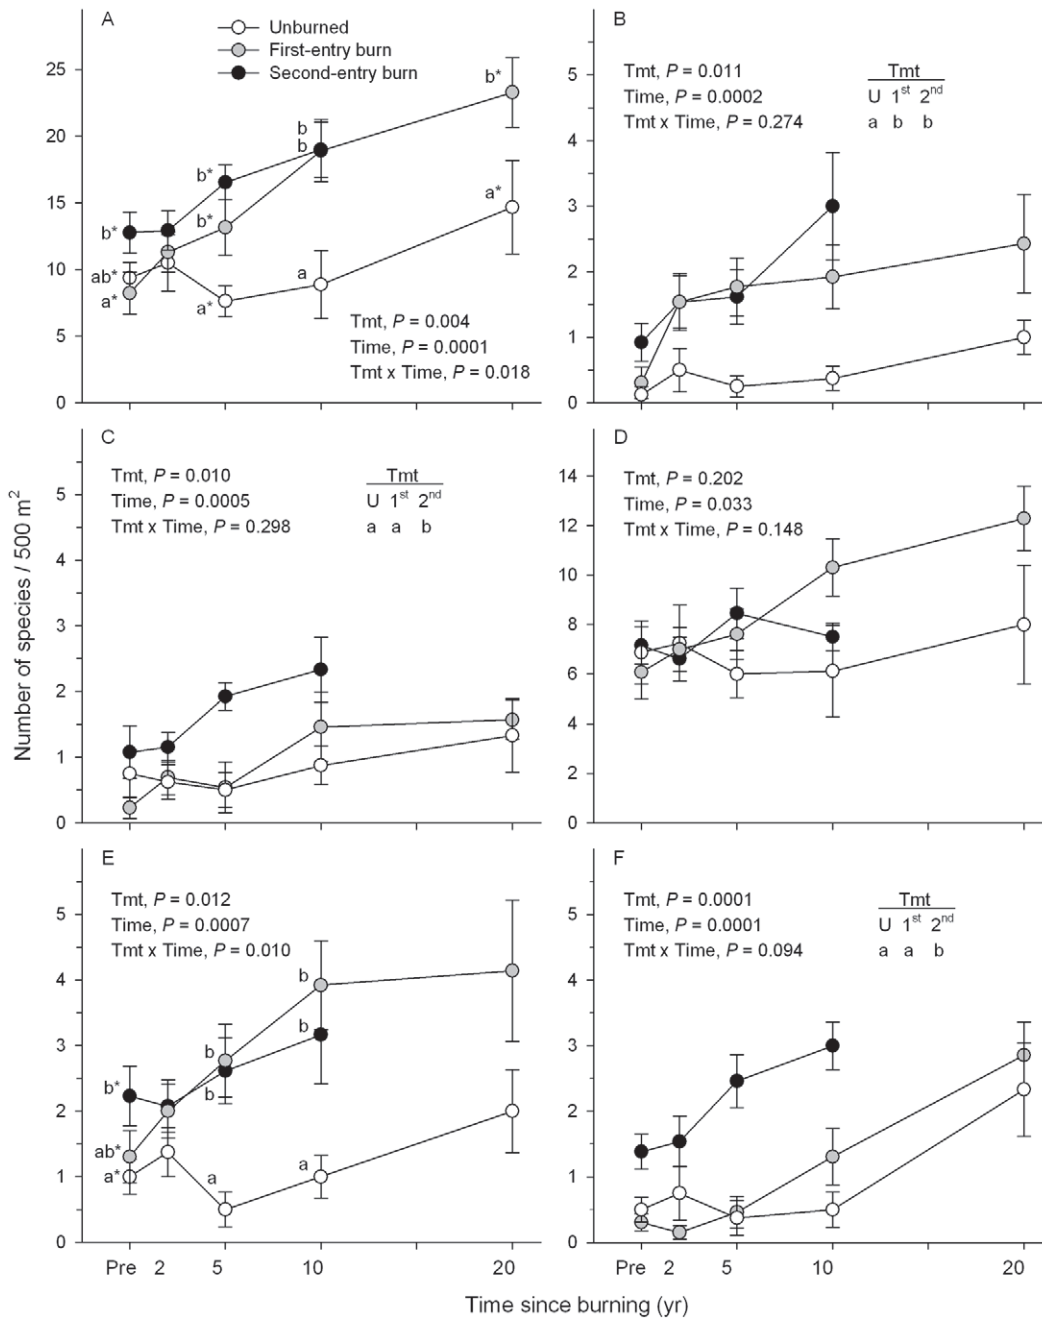 A
Unburned
First-entry burn
Second-entry burn
25
20
15
10
5
0
b*
ab*
a*
b*
b*
a*
b
b
a
b*
a*
Tmt, P = 0.004
Time, P = 0.0001
Tmt x Time, P = 0.018
B
Tmt, P = 0.011
Time, P = 0.0002
Tmt x Time, P = 0.274
Tmt
U 1st 2nd
a b b
5
4
3
2
1
0
C
Tmt, P = 0.010
Time, P = 0.0005
Tmt x Time, P = 0.298
Tmt
U 1st 2nd
a a b
5
4
3
2
1
0
D
Tmt, P = 0.202
Time, P = 0.033
Tmt x Time, P = 0.148
14
12
10
8
6
4
2
0
E
Tmt, P = 0.012
Time, P = 0.0007
Tmt x Time, P = 0.010
5
4
3
2
1
0
b*
ab*
a*
b
b
a
b
b
a
Pre 2 5 10 20
F
Tmt, P = 0.0001
Time, P = 0.0001
Tmt x Time, P = 0.094
Tmt
U 1st 2nd
a a b
5
4
3
2
1
0
Pre 2 5 10 20
Number of species / 500 m2
Time since burning (yr)